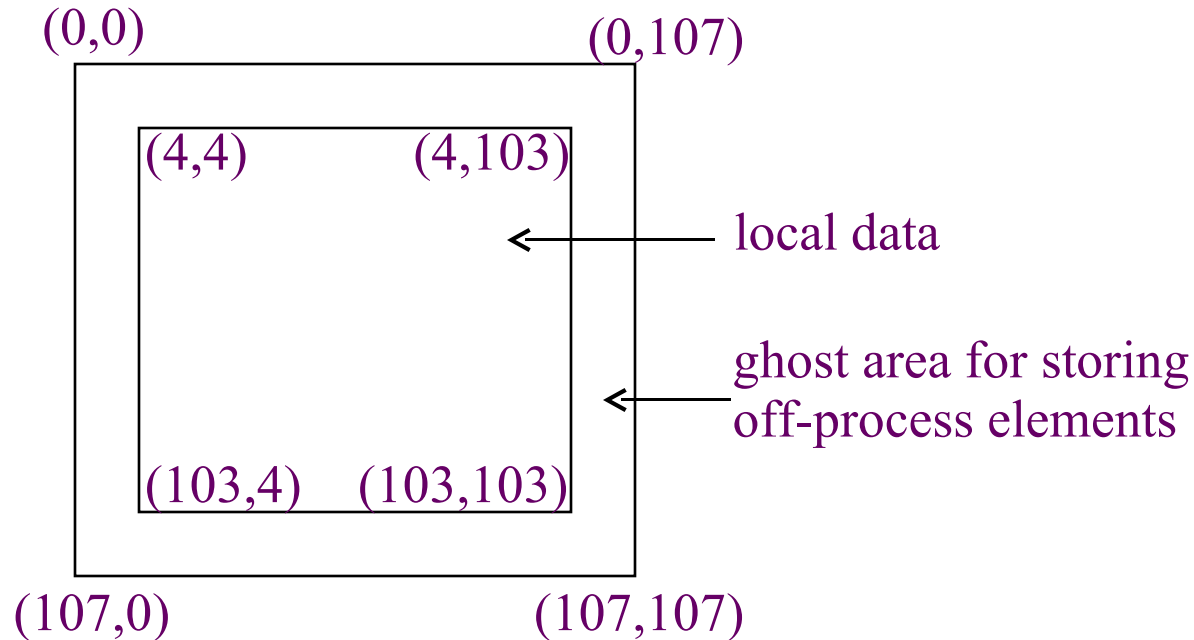 (0,0)
(0,107)
(4,4)
(4,103)
local data
ghost area for storing
off-process elements
(103,4)
(103,103)
(107,0)
(107,107)